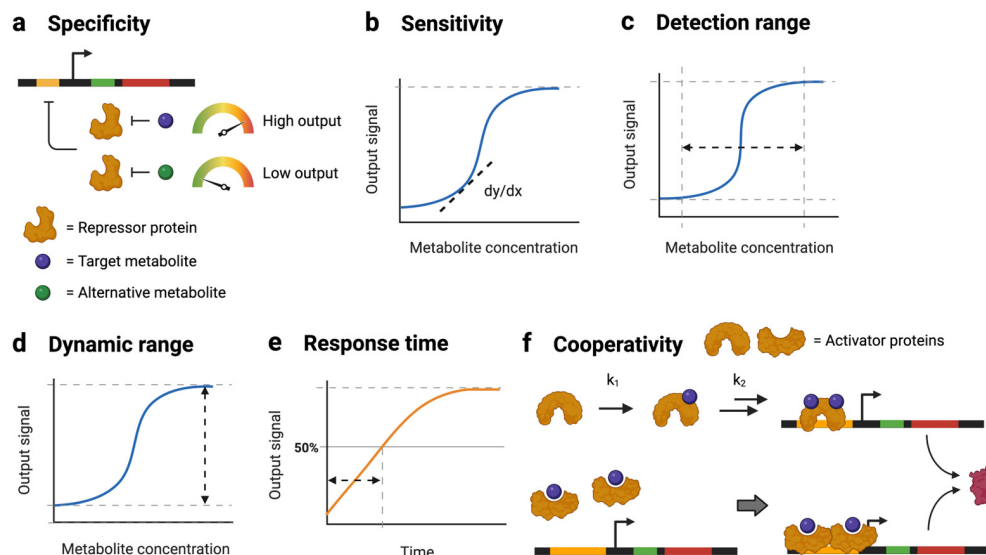 a Specificity
High output
Low output
= Repressor protein
= Target metabolite
= Alternative metabolite
b Sensitivity
Output signal
dy/dx
Metabolite concentration
c Detection range
Output signal
Metabolite concentration
d Dynamic range
Output signal
Metabolite concentration
e Response time
Output signal
50%
Time
f Cooperativity
= Activator proteins
k₁
k₂